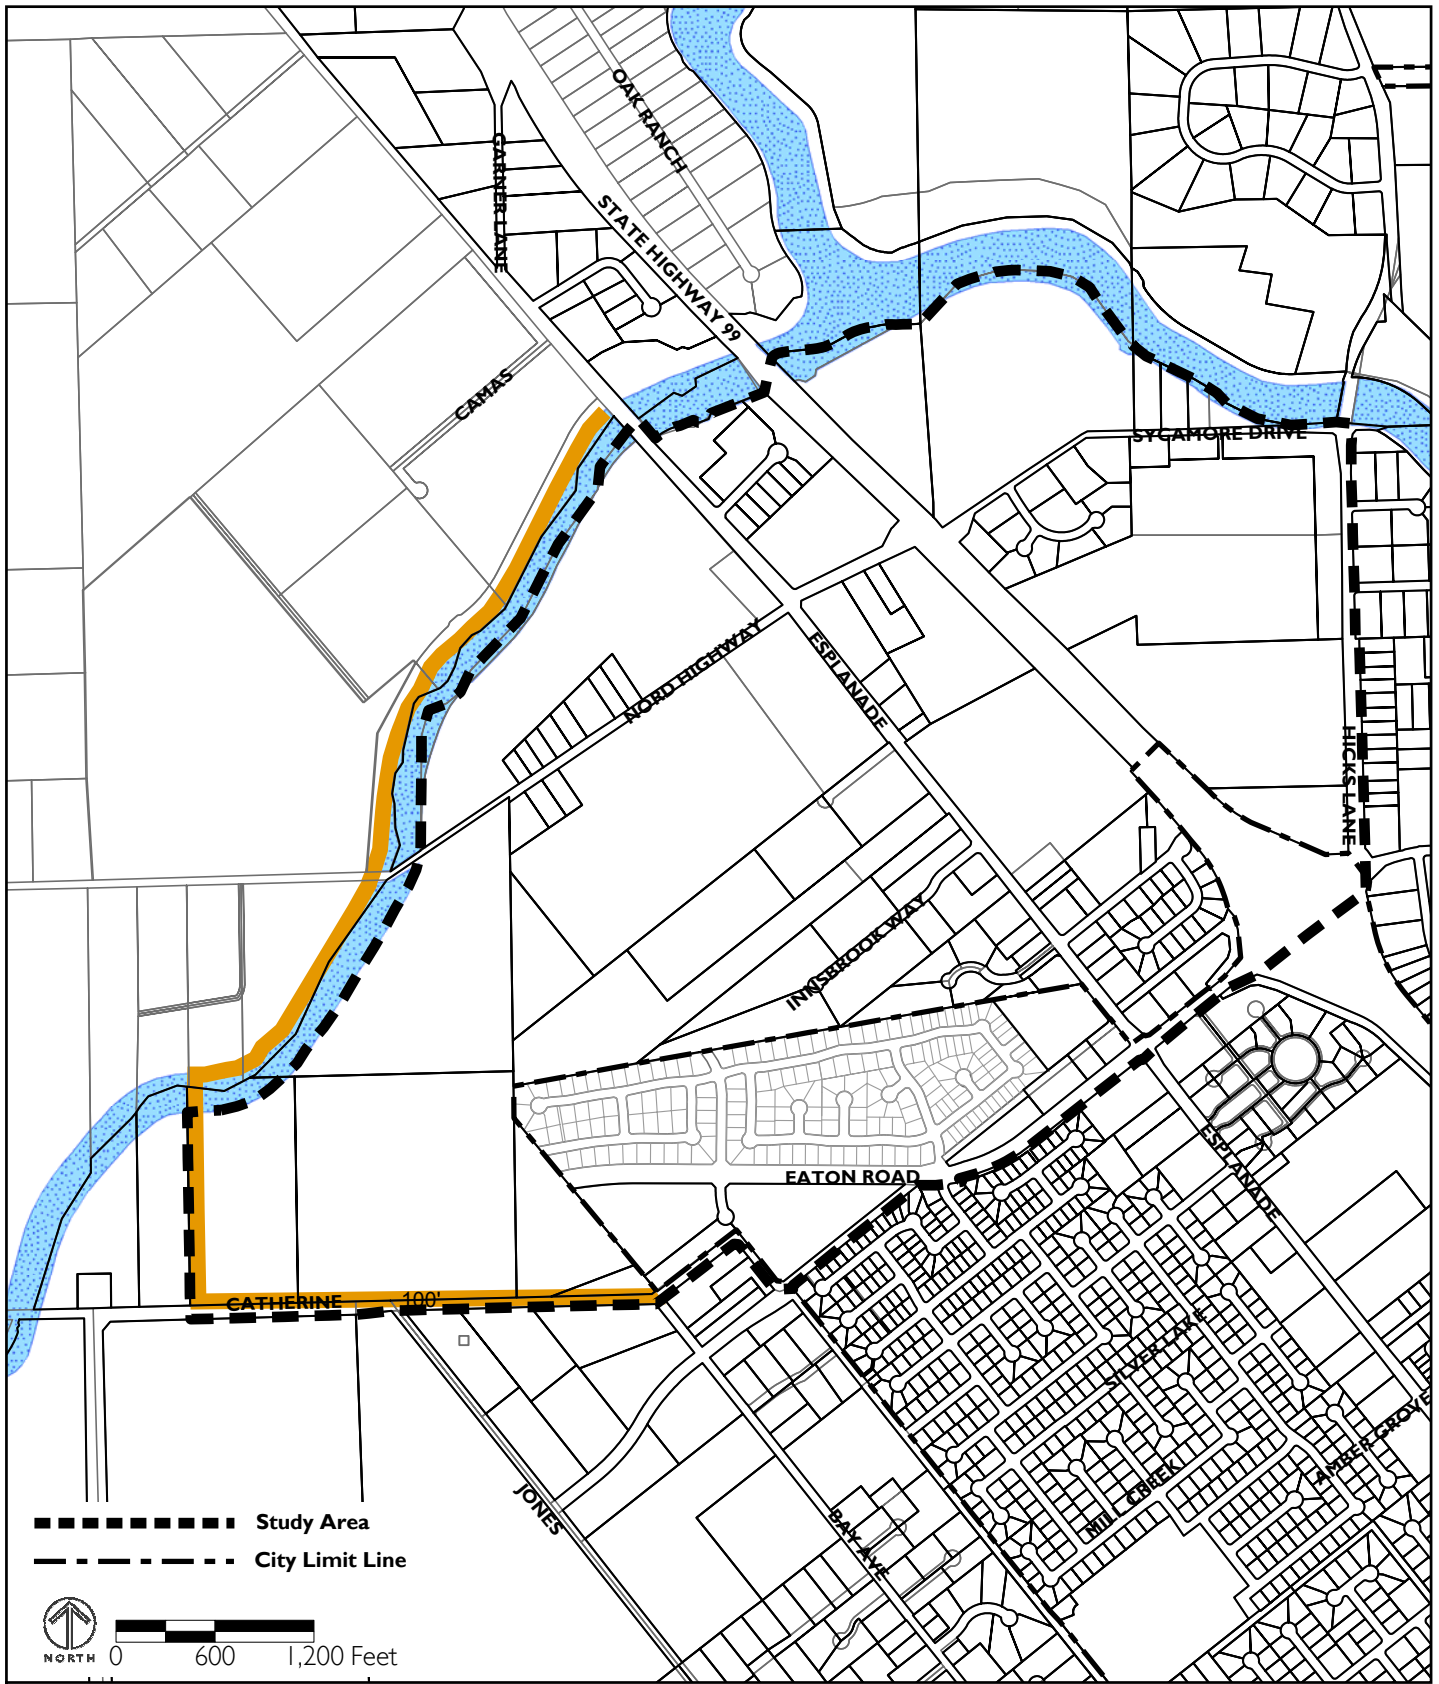 OAK RANCH
GARNER LANE
STATE HIGHWAY 99
CAMAS
SYCAMORE DRIVE
NORD HIGHWAY
ESPLANADE
HICKS LANE
INNSBROOK WAY
EATON ROAD
ESPLANADE
CATHERINE
100'
SILVER LAKE
AMBER GROVE
MILL CREEK
JONES
BAY AVE
Study Area
City Limit Line
NORTH
0 600 1,200 Feet